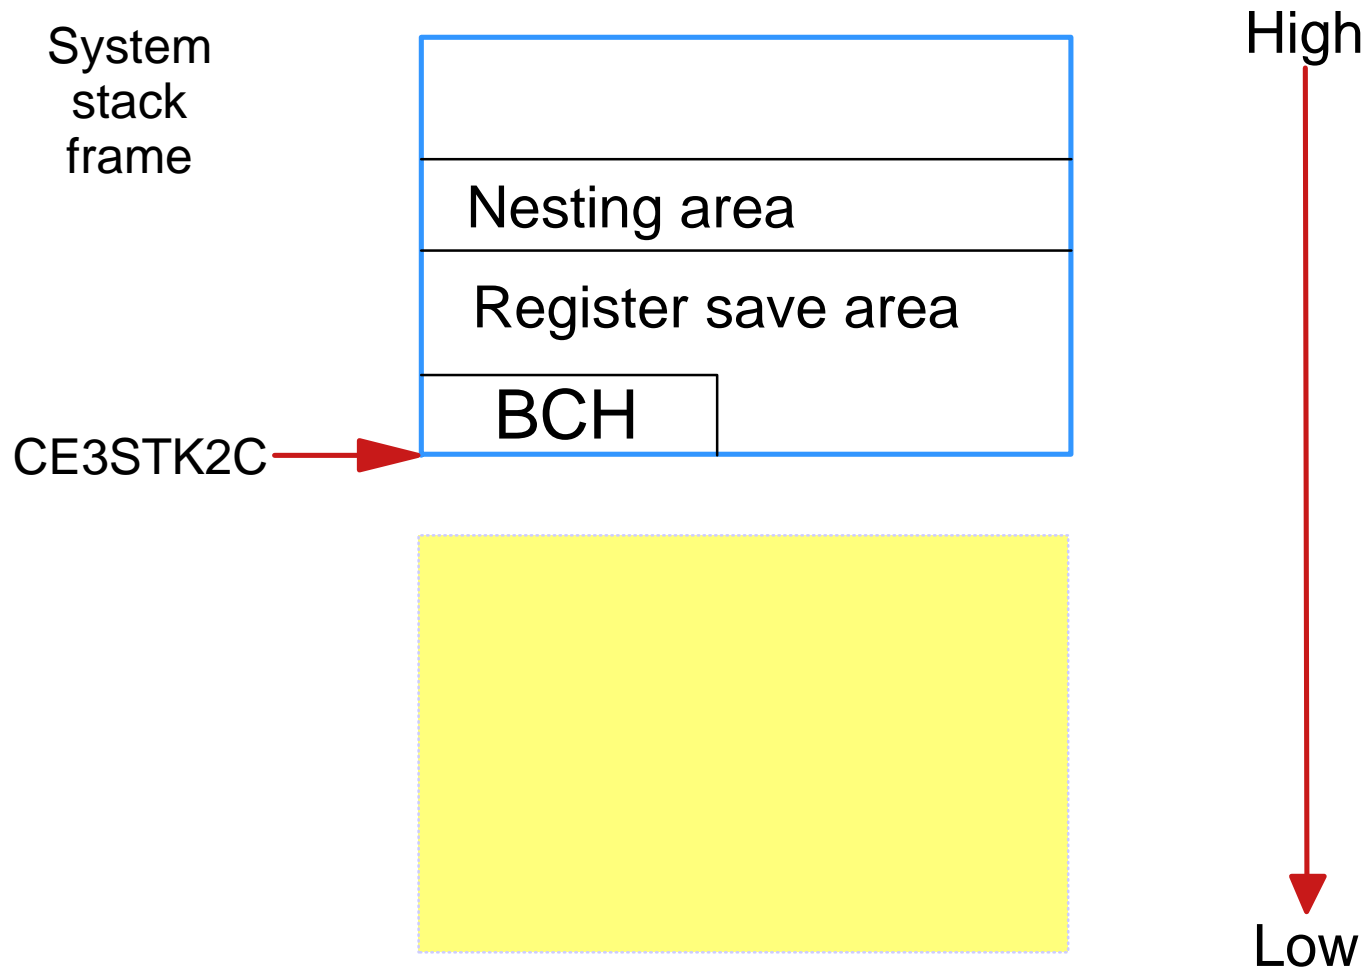 System
stack
frame
High
Nesting area
Register save area
BCH
CE3STK2C
Low